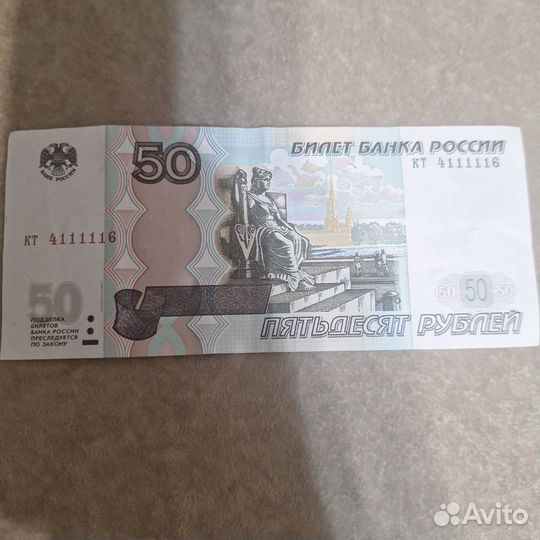 50
БИЛЕТ БАНКА РОССИИ
кт 4111116
БАНК РОССИИ
кт 4111116
50
ПОДДЕЛКА
БИЛЕТОВ
БАНКА РОССИИ
ПРЕСЛЕДУЕТСЯ
ПО ЗАКОНУ
50 50 50
ПЯТЬДЕСЯТ РУБЛЕЙ
Avito